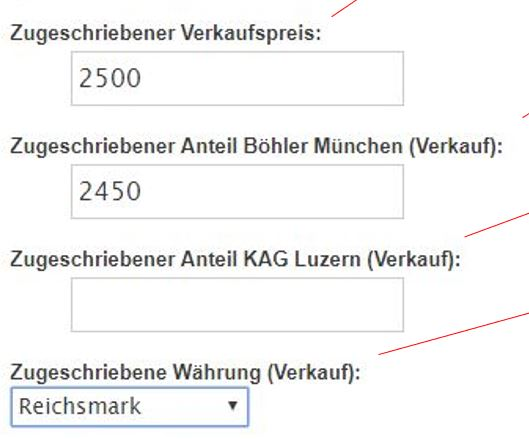 Zugeschriebener Verkaufspreis:
2500
Zugeschriebener Anteil Böhler München (Verkauf):
2450
Zugeschriebener Anteil KAG Luzern (Verkauf):
Zugeschriebene Währung (Verkauf):
Reichsmark